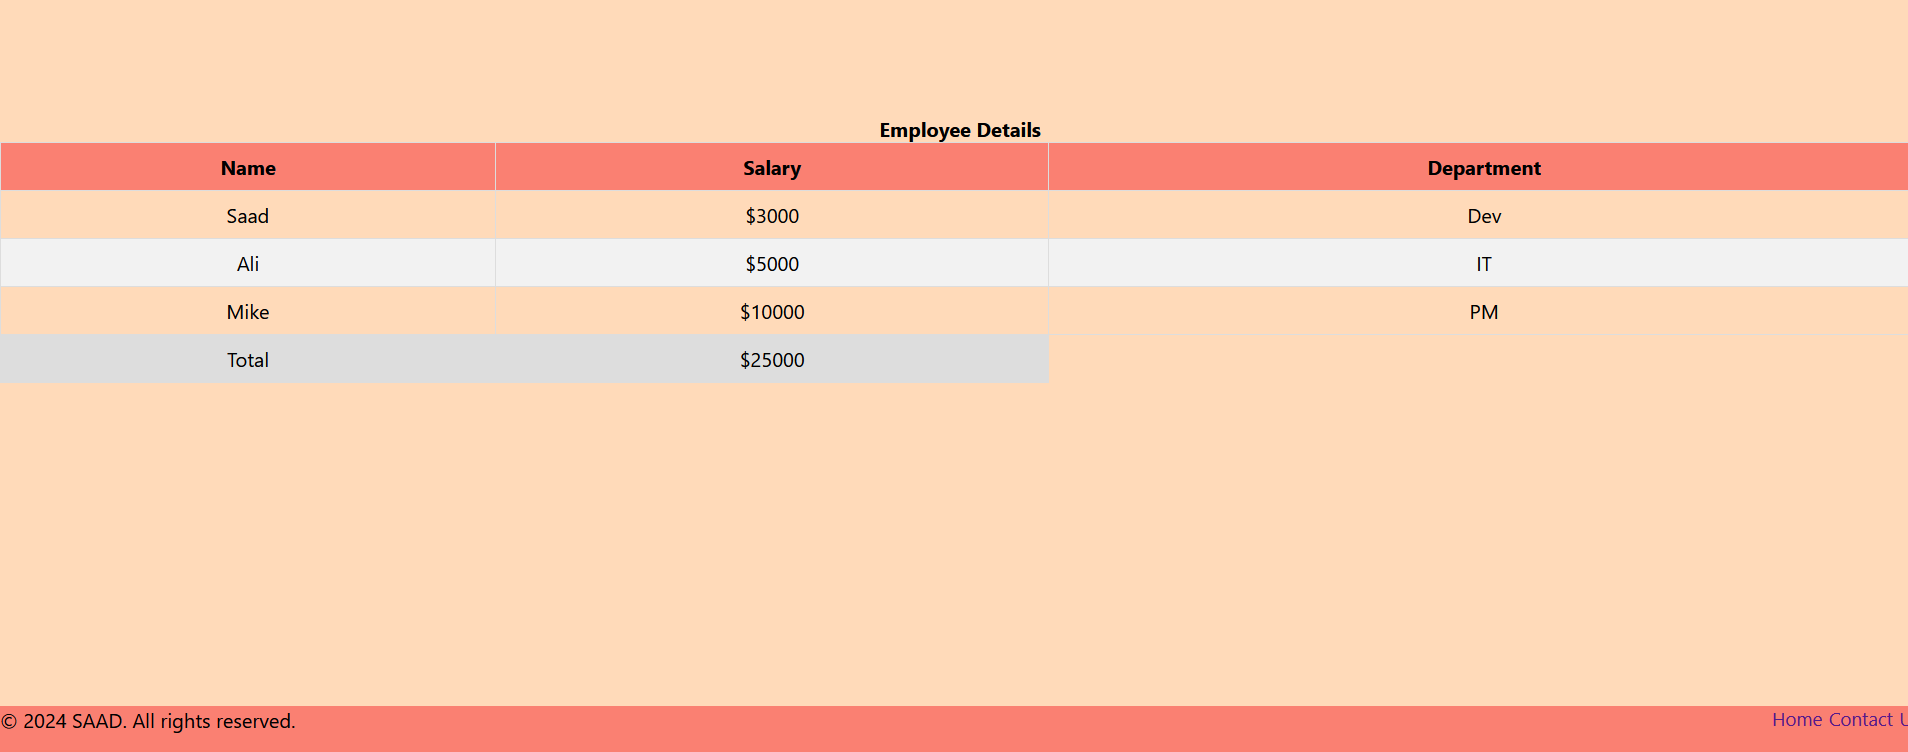 Employee Details
Name Salary Department
Saad $3000 Dev
Ali $5000 IT
Mike $10000 PM
Total $25000
© 2024 SAAD. All rights reserved. Home Contact